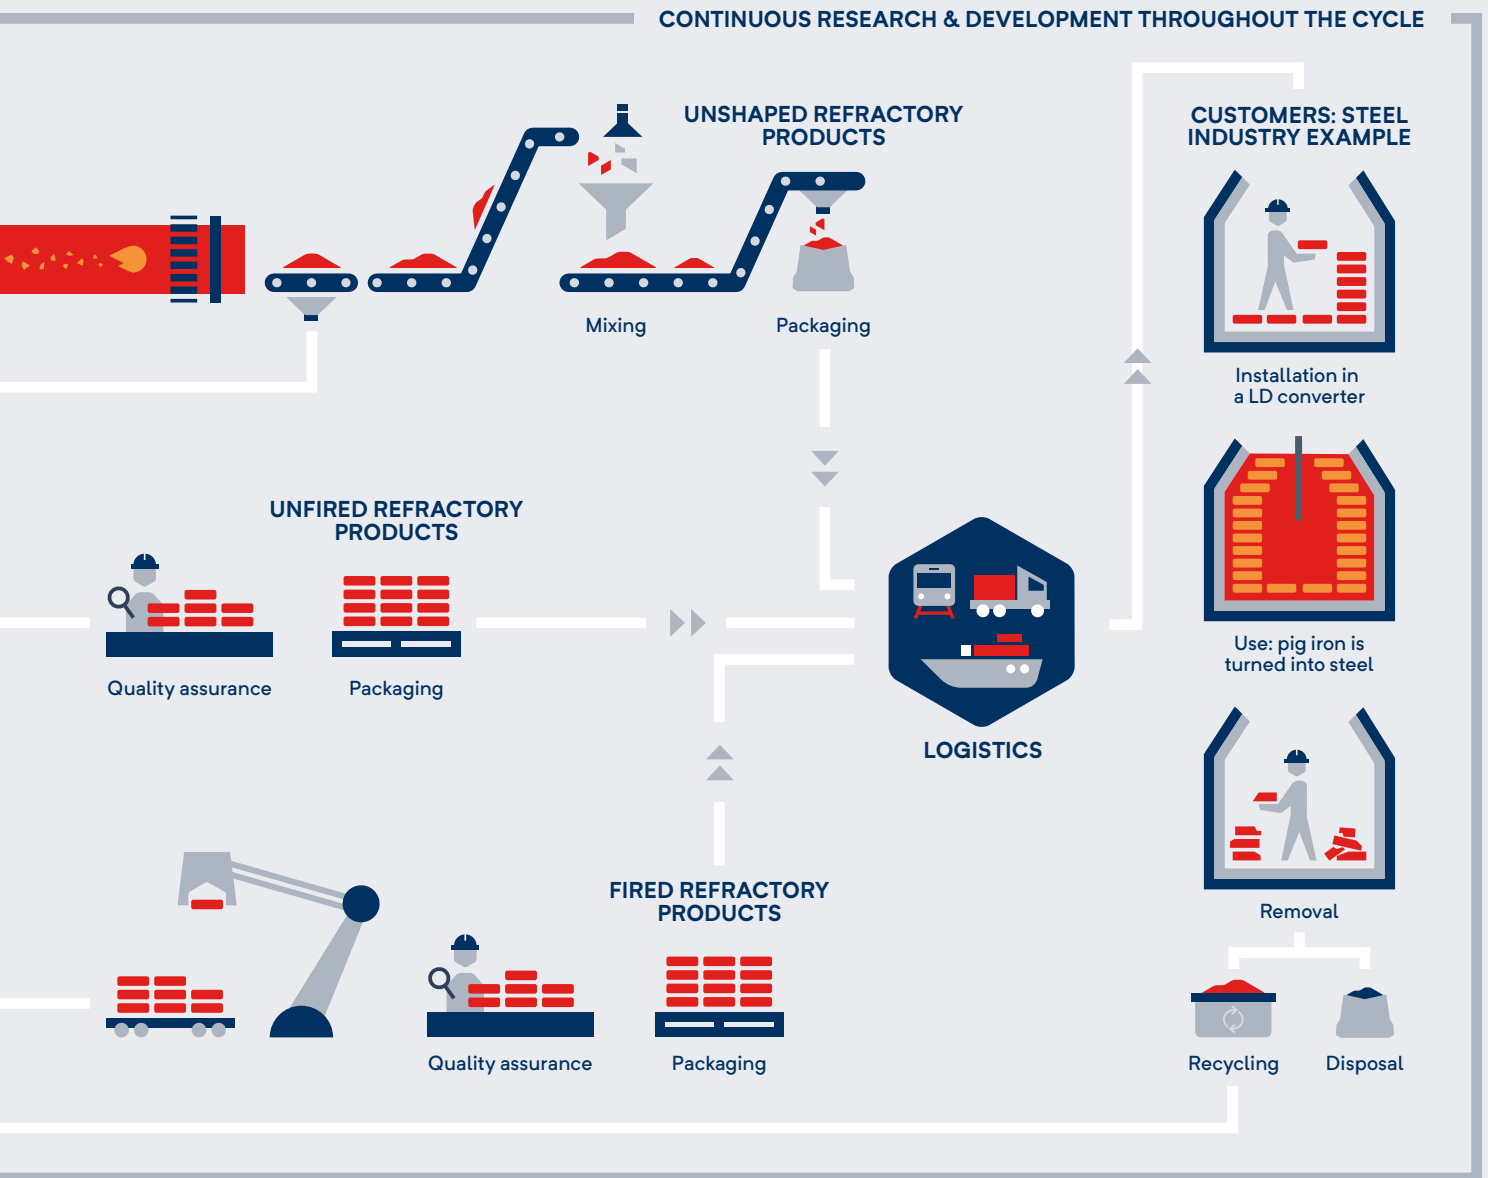 CONTINUOUS RESEARCH & DEVELOPMENT THROUGHOUT THE CYCLE
UNSHAPED REFRACTORY
PRODUCTS
Mixing
Packaging
UNFIRED REFRACTORY
PRODUCTS
Quality assurance
Packaging
FIRED REFRACTORY
PRODUCTS
Quality assurance
Packaging
LOGISTICS
CUSTOMERS: STEEL
INDUSTRY EXAMPLE
Installation in
a LD converter
Use: pig iron is
turned into steel
Removal
Recycling
Disposal